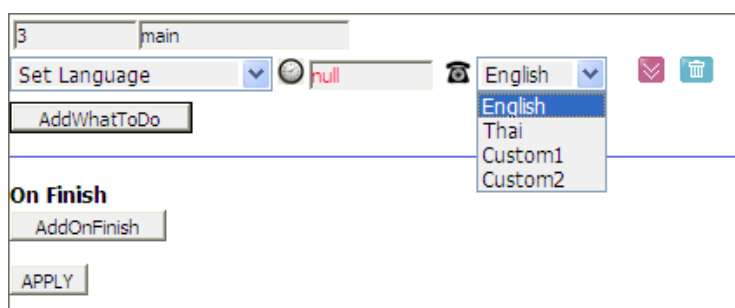 3 main
Set Language null English
English
AddWhatToDo
Thai
Custom1
Custom2
On Finish
AddOnFinish
APPLY